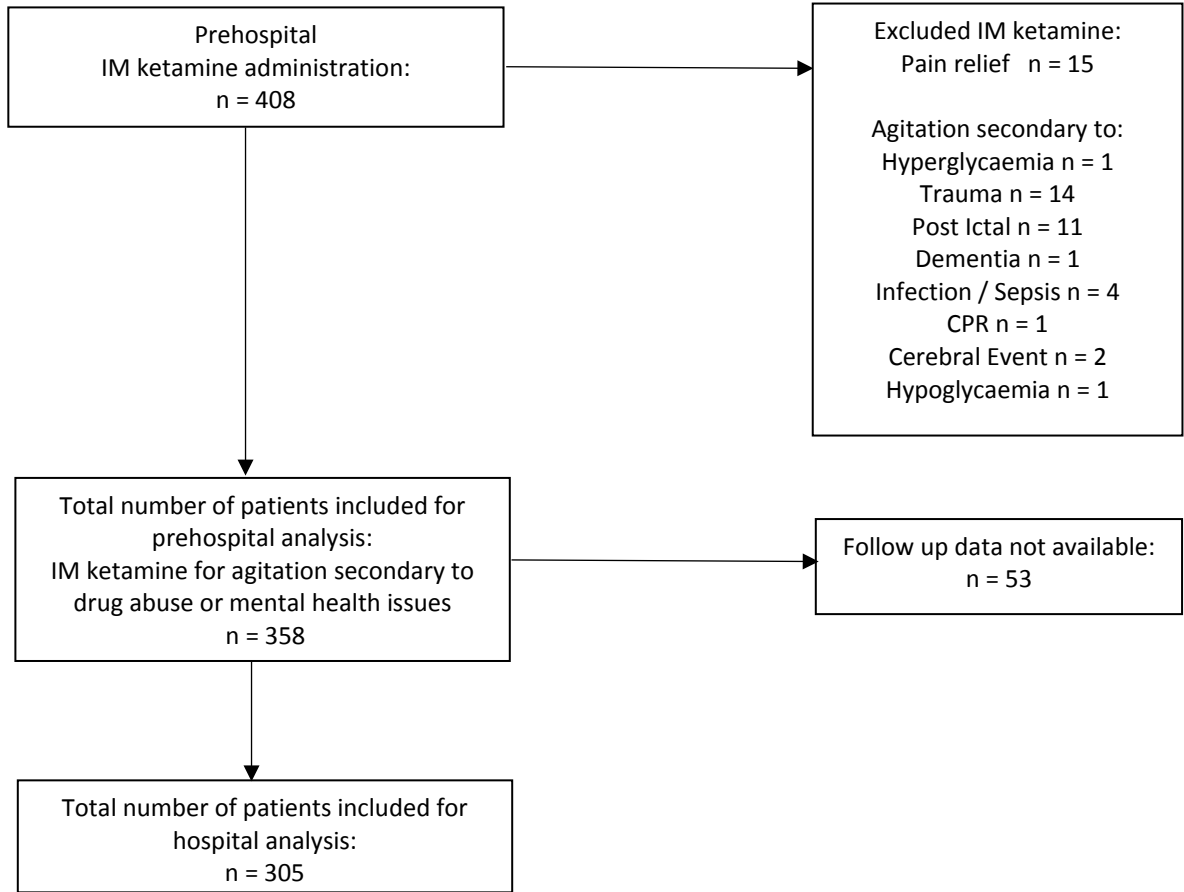 Prehospital
IM ketamine administration:
n = 408
Excluded IM ketamine:
Pain relief   n = 15
Agitation secondary to:
Hyperglycaemia n = 1
Trauma n = 14
Post Ictal n = 11
Dementia n = 1
Infection / Sepsis n = 4
CPR n = 1
Cerebral Event n = 2
Hypoglycaemia n = 1
Total number of patients included for
prehospital analysis:
IM ketamine for agitation secondary to
drug abuse or mental health issues
n = 358
Follow up data not available:
n = 53
Total number of patients included for
hospital analysis:
n = 305